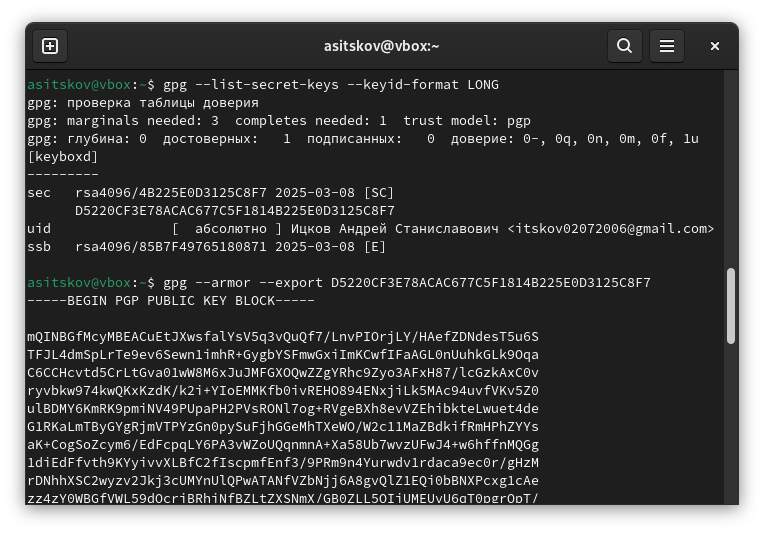 asitskov@vbox:~
asitskov@vbox:~$ gpg --list-secret-keys --keyid-format LONG
gpg: проверка таблицы доверия
gpg: marginals needed: 3  completes needed: 1  trust model: pgp
gpg: глубина: 0  достоверных:   1  подписанных:   0  доверие: 0-, 0q, 0n, 0m, 0f, 1u
[keyboxd]
---------
sec   rsa4096/4B225E0D3125C8F7 2025-03-08 [SC]
      D5220CF3E78ACAC677C5F1814B225E0D3125C8F7
uid               [  абсолютно ] Ицков Андрей Станиславович <itskov02072006@gmail.com>
ssb   rsa4096/85B7F49765180871 2025-03-08 [E]

asitskov@vbox:~$ gpg --armor --export D5220CF3E78ACAC677C5F1814B225E0D3125C8F7
-----BEGIN PGP PUBLIC KEY BLOCK-----

mQINBGfMcyMBEACuEtJXwsfalYsV5q3vQuQf7/LnvPIOrjLY/HAefZDNdesT5u6S
TFJL4dmSpLrTe9ev6Sewn1imhR+GygbYSFmwGxiImKCwfIFaAGL0nUuhkGLk9Oqa
C6CCHcvtd5CrLtGva01wW8M6xJuJMFGXOQwZZgYRhc9Zyo3AFxH87/lcGzkAxC0v
ryvbkw974kwQKxKzdK/k2i+YIoEMMKfb0ivREHO894ENxjiLk5MAc94uvfVKv5Z0
ulBDMY6KmRK9pmiNV49PUpaPH2PVsRONl7og+RVgeBXh8evVZEhibkteLwuet4de
G1RKaLmTByGYgRjmVTPYzGn0pySuFjhGGeMhTXeWO/W2c11MaZBdkifRmHPhZYYs
aK+CogSoZcym6/EdFcpqLY6PA3vWZoUQqnmnA+Xa58Ub7wvzUFwJ4+w6hffnMQGg
1diEdFfvth9KYyivvXLBfC2fIscpmfEnf3/9PRm9n4Yurwdv1rdaca9ec0r/gHzM
rDNhhXSC2wyzv2Jkj3cUMYnUlQPwATANfVZbNjj6A8gvQlZ1EQi0bBNXPcxg1cAe
zz4zY0WBGfVWL59dOcrjBRhiNfBZLtZXSNmX/GB0ZLL5OIjUMEUvU6qT0pgrOpT/